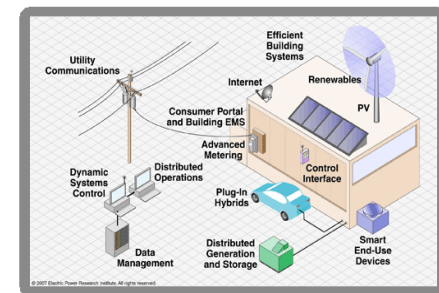 Efficient
Building
Systems
Utility
Communications
Internet
Renewables
PV
Consumer Portal
and Building EMS
Advanced
Metering
Control
Interface
Dynamic
Systems
Control
Distributed
Operations
Plug-In
Hybrids
Data
Management
Distributed
Generation
and Storage
Smart
End-Use
Devices
© 2007 Electric Power Research Institute. All rights reserved.